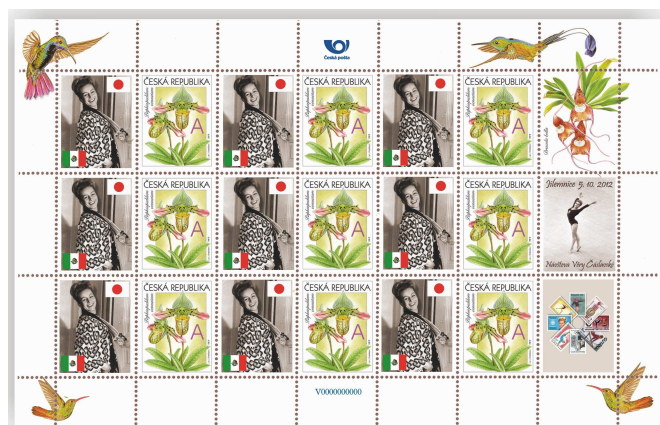 Česká pošta
ČESKÁ REPUBLIKA
A
ČESKÁ REPUBLIKA
A
ČESKÁ REPUBLIKA
A
Jilemnice 9. 10. 2012
ČESKÁ REPUBLIKA
A
ČESKÁ REPUBLIKA
A
ČESKÁ REPUBLIKA
A
Návštěva Věry Čáslavské
ČESKÁ REPUBLIKA
A
ČESKÁ REPUBLIKA
A
ČESKÁ REPUBLIKA
A
V0000000000